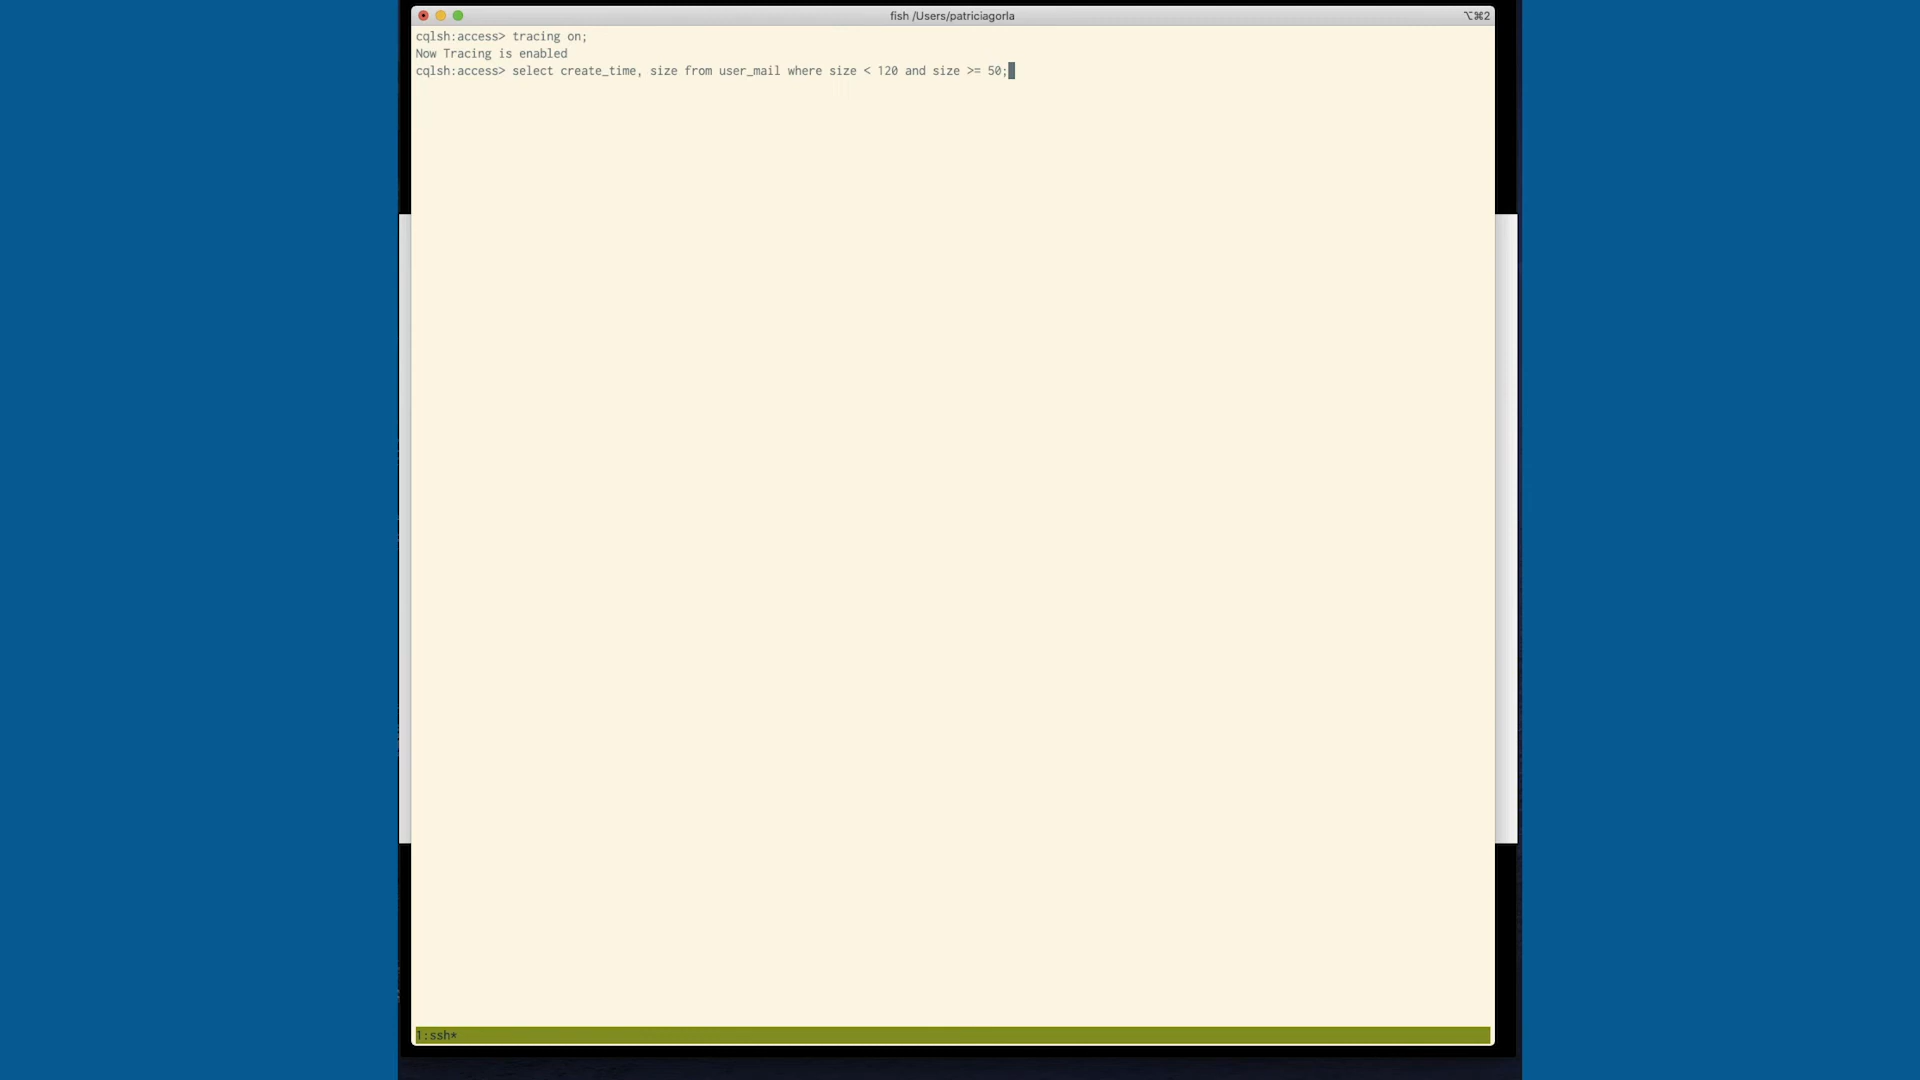 fish /Users/patriciagorla
⌥⌘2
cqlsh:access> tracing on;
Now Tracing is enabled
cqlsh:access> select create_time, size from user_mail where size < 120 and size >= 50;
1:ssh*